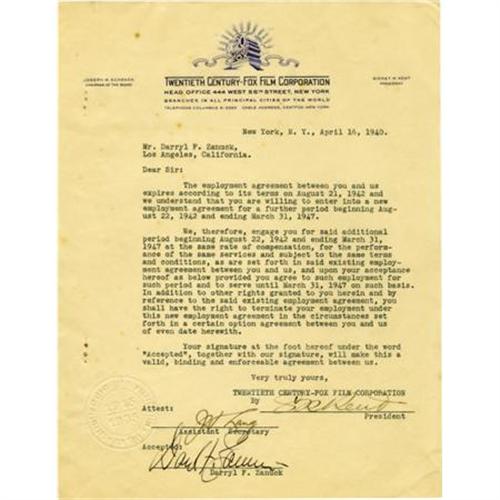 JOSEPH M. SCHENCK
CHAIRMAN OF THE BOARD
SIDNEY R. KENT
PRESIDENT
TWENTIETH CENTURY-FOX FILM CORPORATION
HEAD OFFICE 444 WEST 56TH STREET, NEW YORK
BRANCHES IN ALL PRINCIPAL CITIES OF THE WORLD
New York, N. Y., April 16, 1940.
Mr. Darryl F. Zanuck,
Los Angeles, California.
Dear Sir:
The employment agreement between you and us
expires according to its terms on August 21, 1942 and
we understand that you are willing to enter into a new
employment agreement for a further period beginning Aug-
ust 22, 1942 and ending March 31, 1947.
We, therefore, engage you for said additional
period beginning August 22, 1942 and ending March 31,
1947 at the same rate of compensation, for the perform-
ance of the same services and subject to the same terms
and conditions, as are set forth in said existing employ-
ment agreement between you and us, and upon your acceptance
hereof as below provided you agree to such employment for
such period and to serve until March 31, 1947 on such basis.
In addition to other rights granted to you herein and by
reference to the said existing employment agreement, you
shall have the right to terminate your employment under
this new employment agreement in the circumstances set
forth in a certain option agreement between you and us
of even date herewith.
Your signature at the foot hereof under the word
"Accepted", together with our signature, will make this a
valid, binding and enforceable agreement between us.
Very truly yours,
TWENTIETH CENTURY-FOX FILM CORPORATION
By S R Kent
President
Attest:
Assistant Secretary
Accepted:
Darryl F. Zanuck